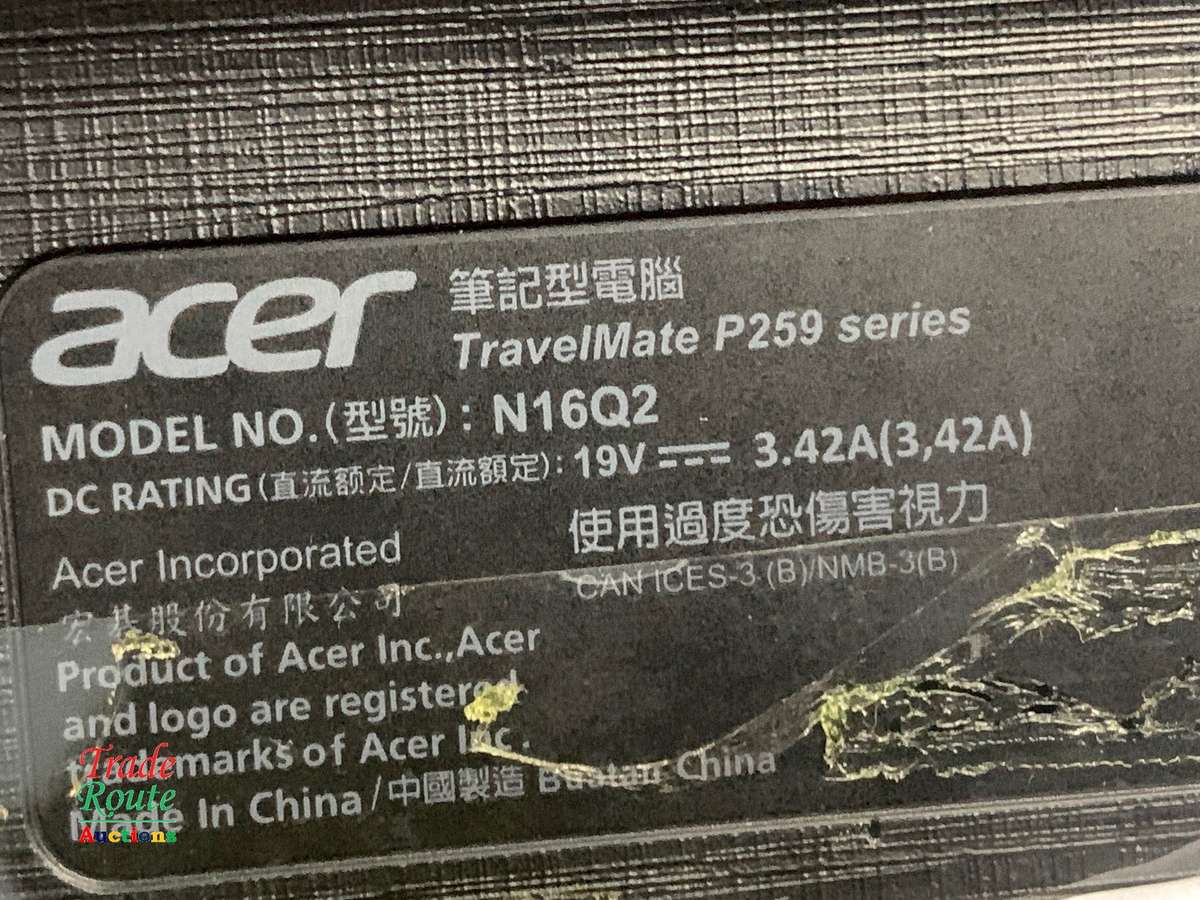 acer 筆記型電腦
TravelMate P259 series
MODEL NO.(型號): N16Q2
DC RATING(直流额定/直流額定): 19V 3.42A(3,42A)
Acer Incorporated
使用過度恐傷害視力
宏碁股份有限公司
CAN ICES-3 (B)/NMB-3(B)
Product of Acer Inc.,Acer
and logo are registered
trademarks of Acer Inc.
Made In China/中國製造 China
Trade
Route
Auctions